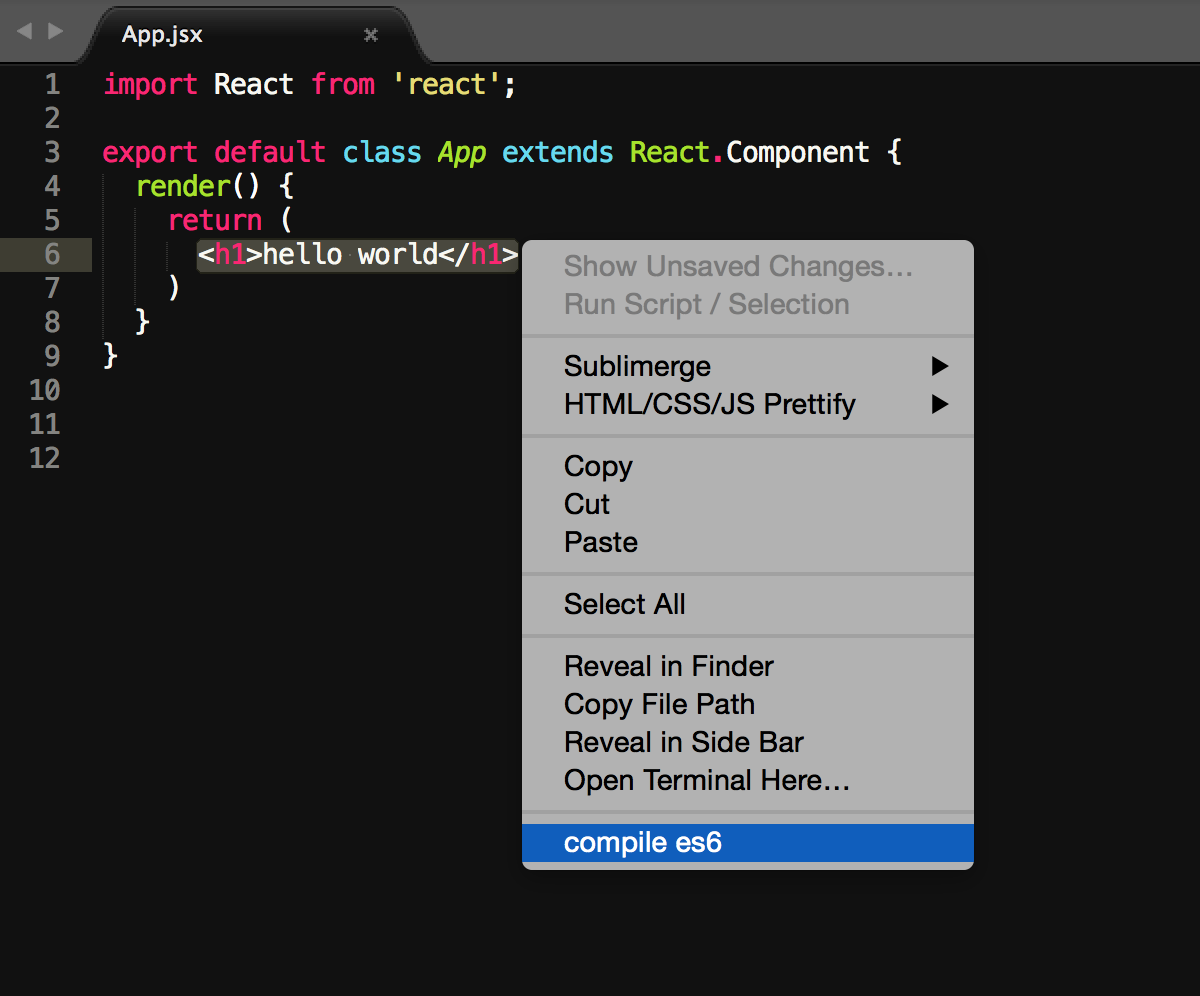 App.jsx
1 import React from 'react';
2
3 export default class App extends React.Component {
4 render() {
5 return (
6 <h1>hello world</h1>
7 )
8 }
9 }
10
11
12
Show Unsaved Changes…
Run Script / Selection
Sublimerge
HTML/CSS/JS Prettify
Copy
Cut
Paste
Select All
Reveal in Finder
Copy File Path
Reveal in Side Bar
Open Terminal Here…
compile es6